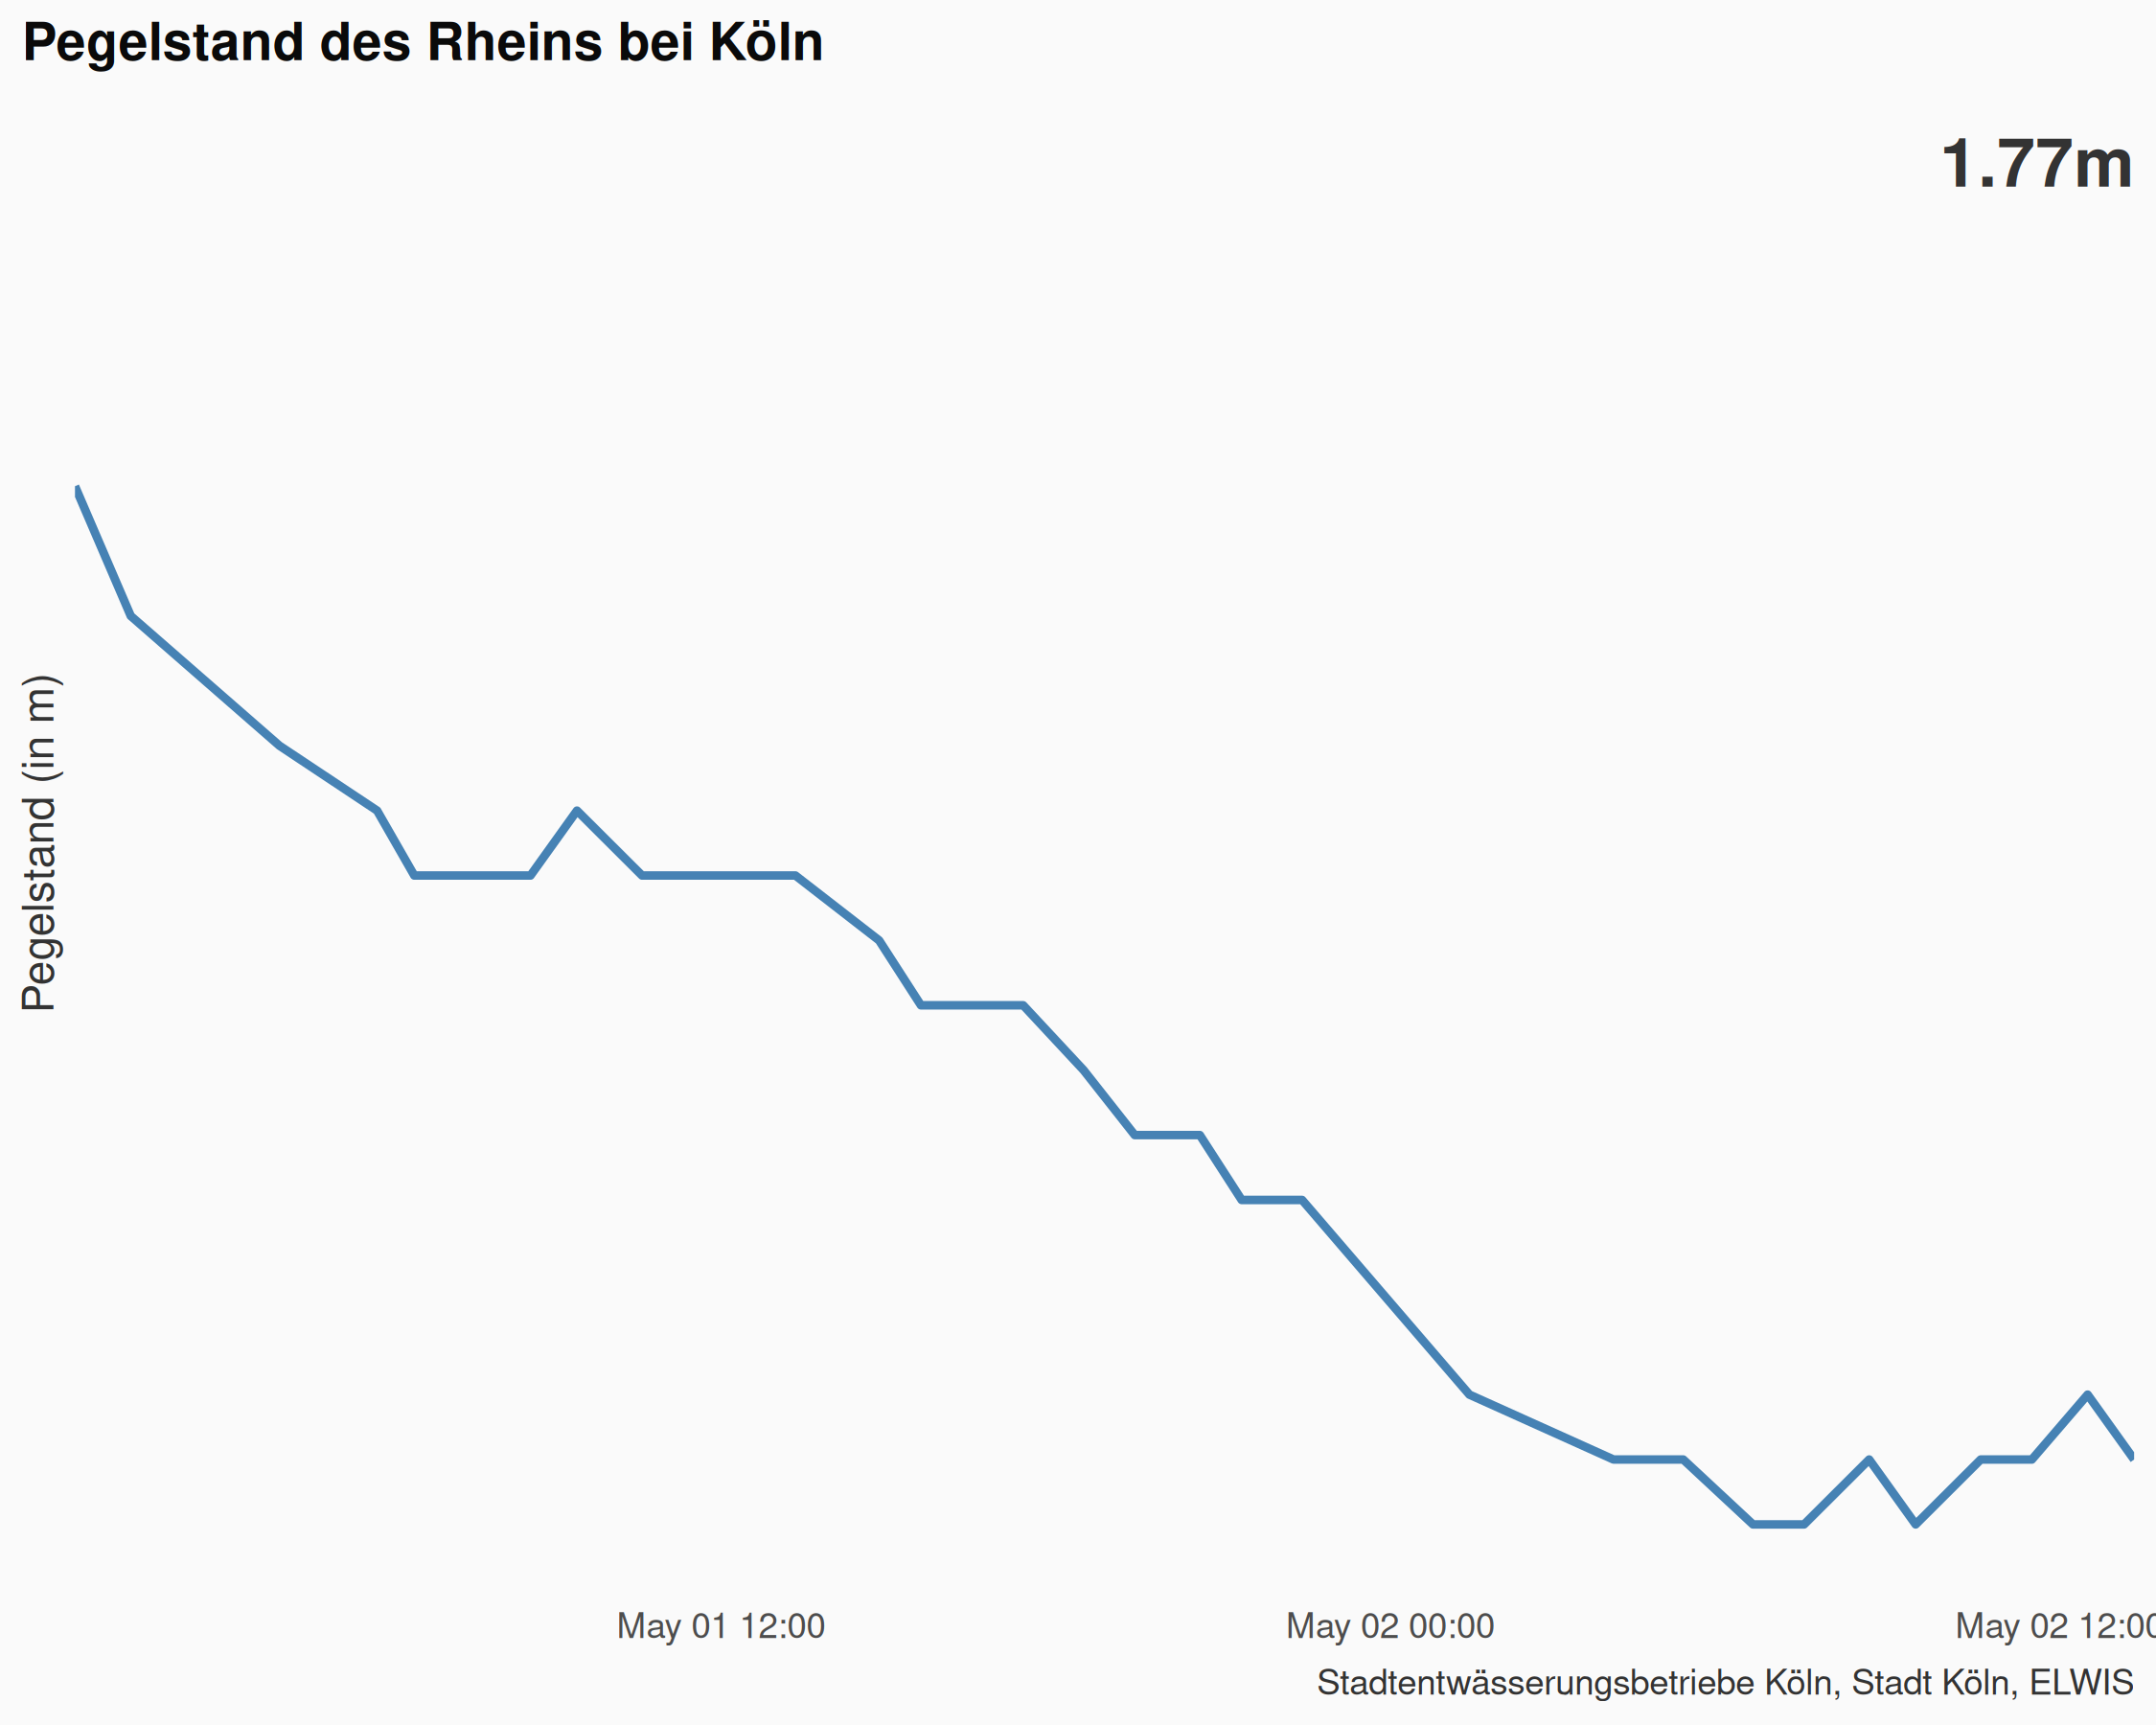 Pegelstand des Rheins bei Köln
1.77m
Pegelstand (in m)
May 01 12:00
May 02 00:00
May 02 12:00
Stadtentwässerungsbetriebe Köln, Stadt Köln, ELWIS